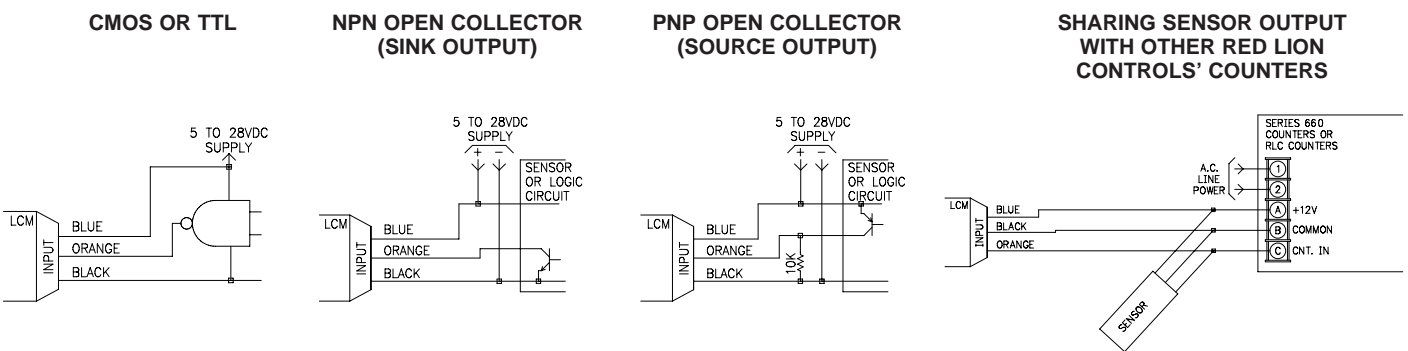 CMOS OR TTL
5 TO 28VDC
SUPPLY
LCM
INPUT
BLUE
ORANGE
BLACK
NPN OPEN COLLECTOR
(SINK OUTPUT)
5 TO 28VDC
SUPPLY
+ -
SENSOR
OR LOGIC
CIRCUIT
LCM
INPUT
BLUE
ORANGE
BLACK
PNP OPEN COLLECTOR
(SOURCE OUTPUT)
5 TO 28VDC
SUPPLY
+ -
SENSOR
OR LOGIC
CIRCUIT
LCM
INPUT
BLUE
ORANGE
BLACK
10K
SHARING SENSOR OUTPUT
WITH OTHER RED LION
CONTROLS' COUNTERS
SERIES 660
COUNTERS OR
RLC COUNTERS
A.C.
LINE
POWER
1
2
A +12V
B COMMON
C CNT. IN
LCM
INPUT
BLUE
BLACK
ORANGE
SENSOR